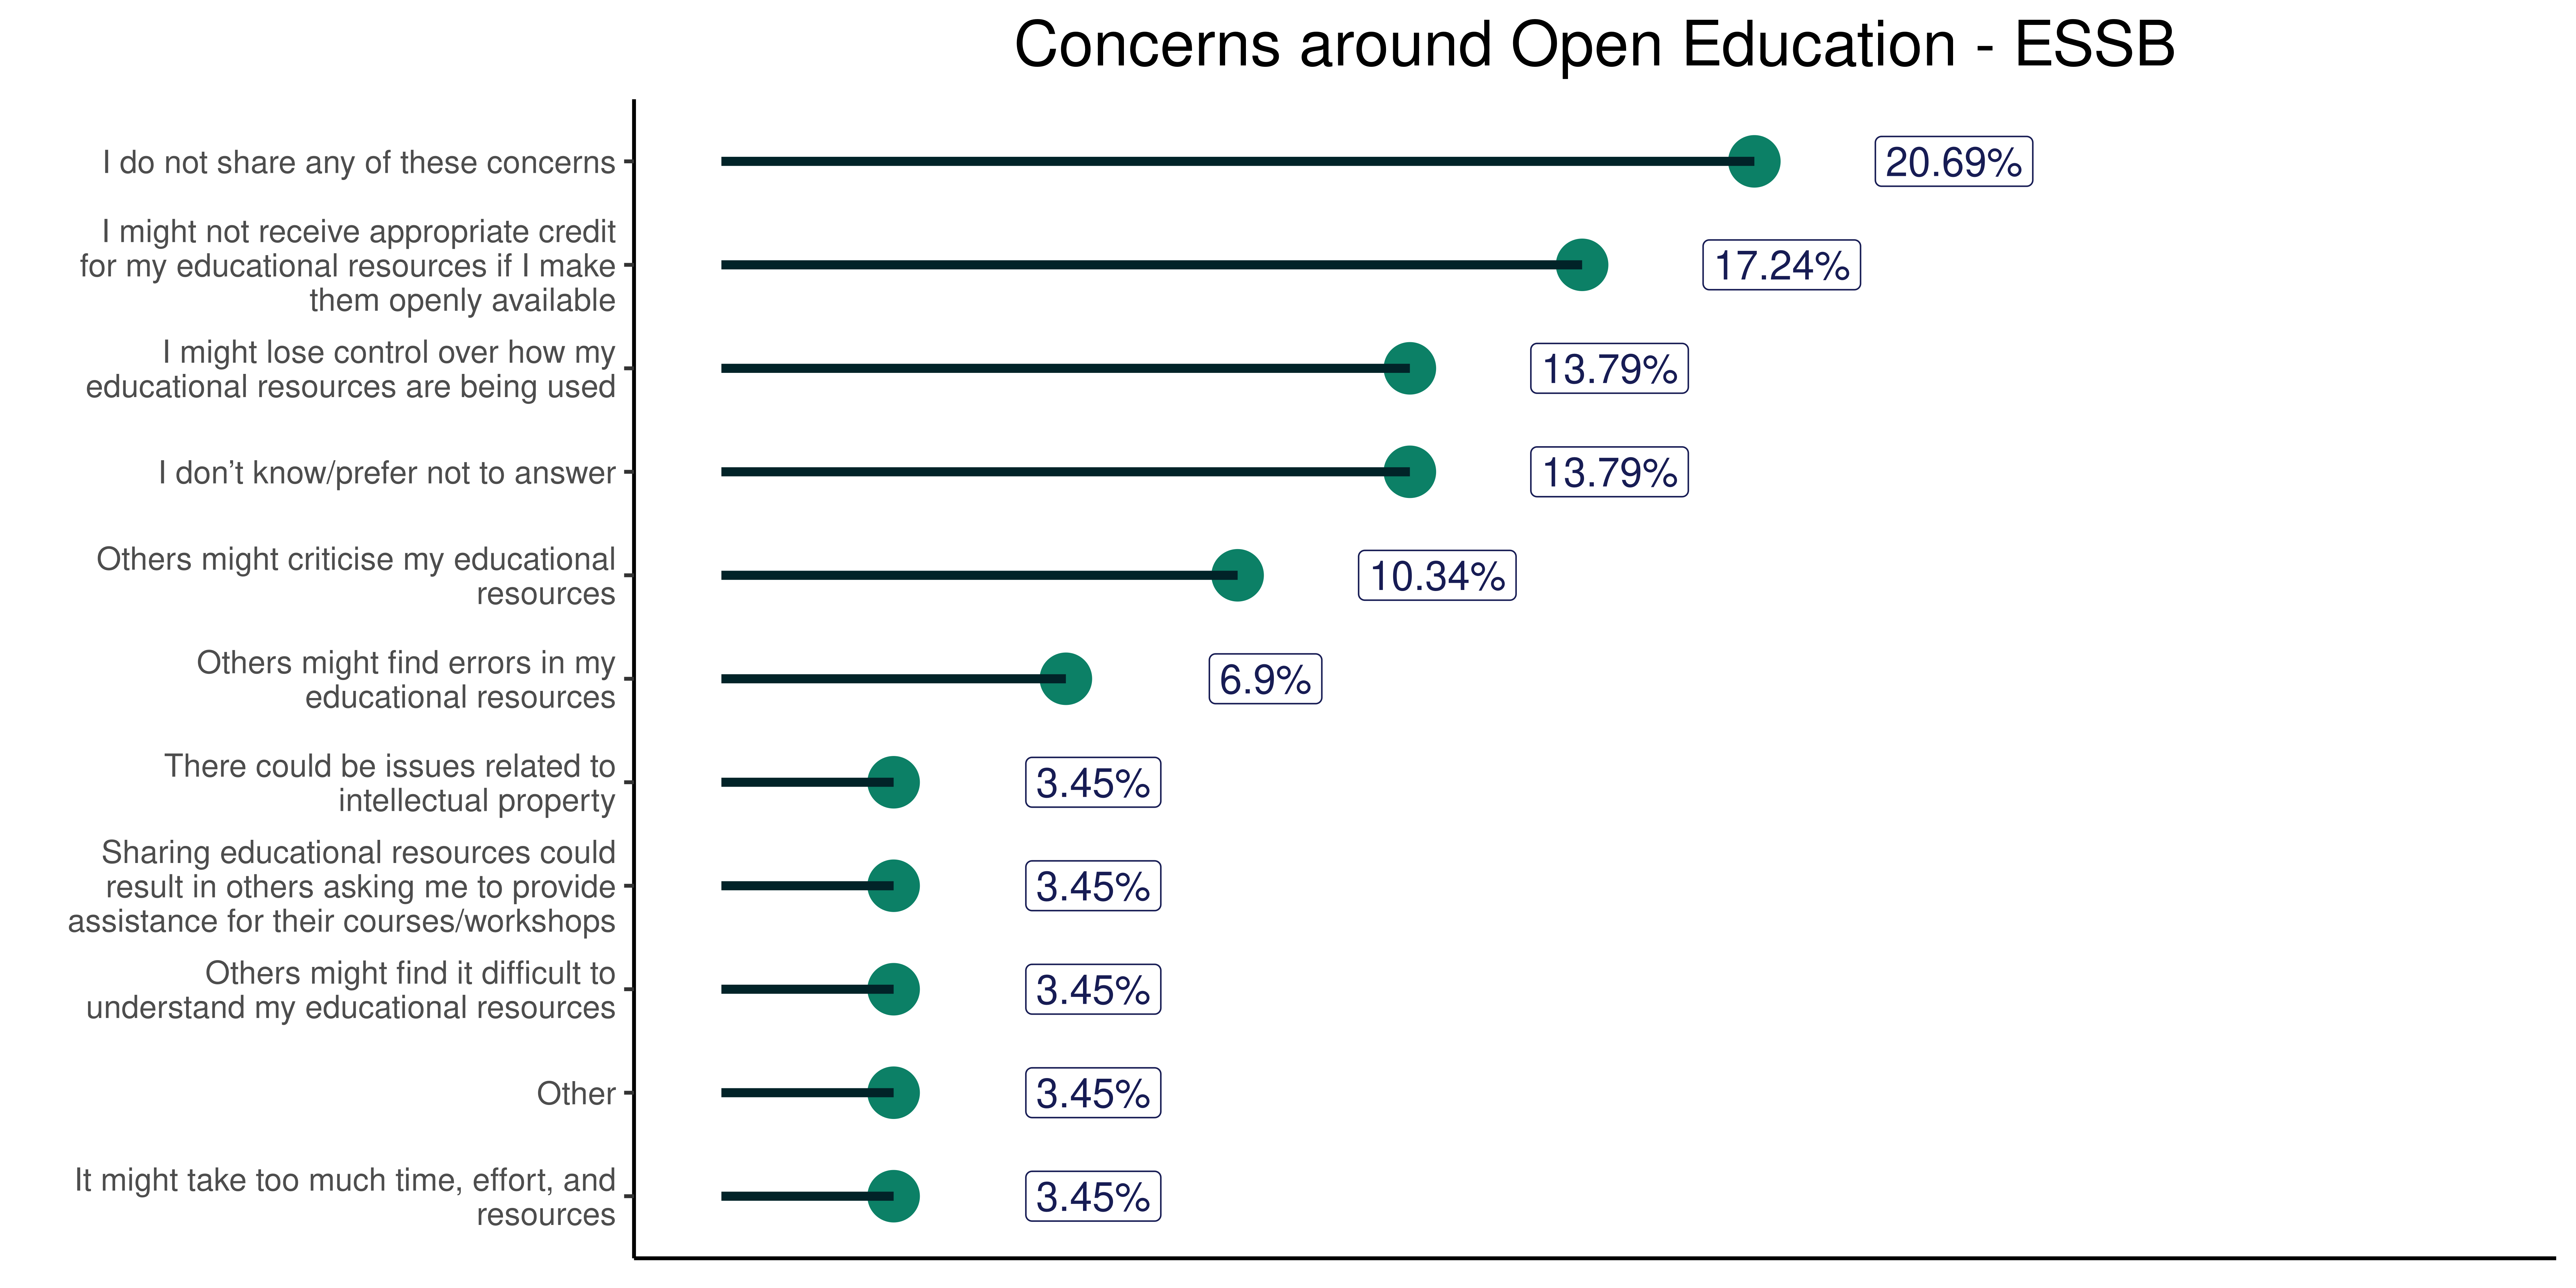 Concerns around Open Education - ESSB
I do not share any of these concerns
20.69%
I might not receive appropriate credit
for my educational resources if I make
them openly available
17.24%
I might lose control over how my
educational resources are being used
13.79%
I don’t know/prefer not to answer
13.79%
Others might criticise my educational
resources
10.34%
Others might find errors in my
educational resources
6.9%
There could be issues related to
intellectual property
3.45%
Sharing educational resources could
result in others asking me to provide
assistance for their courses/workshops
3.45%
Others might find it difficult to
understand my educational resources
3.45%
Other
3.45%
It might take too much time, effort, and
resources
3.45%